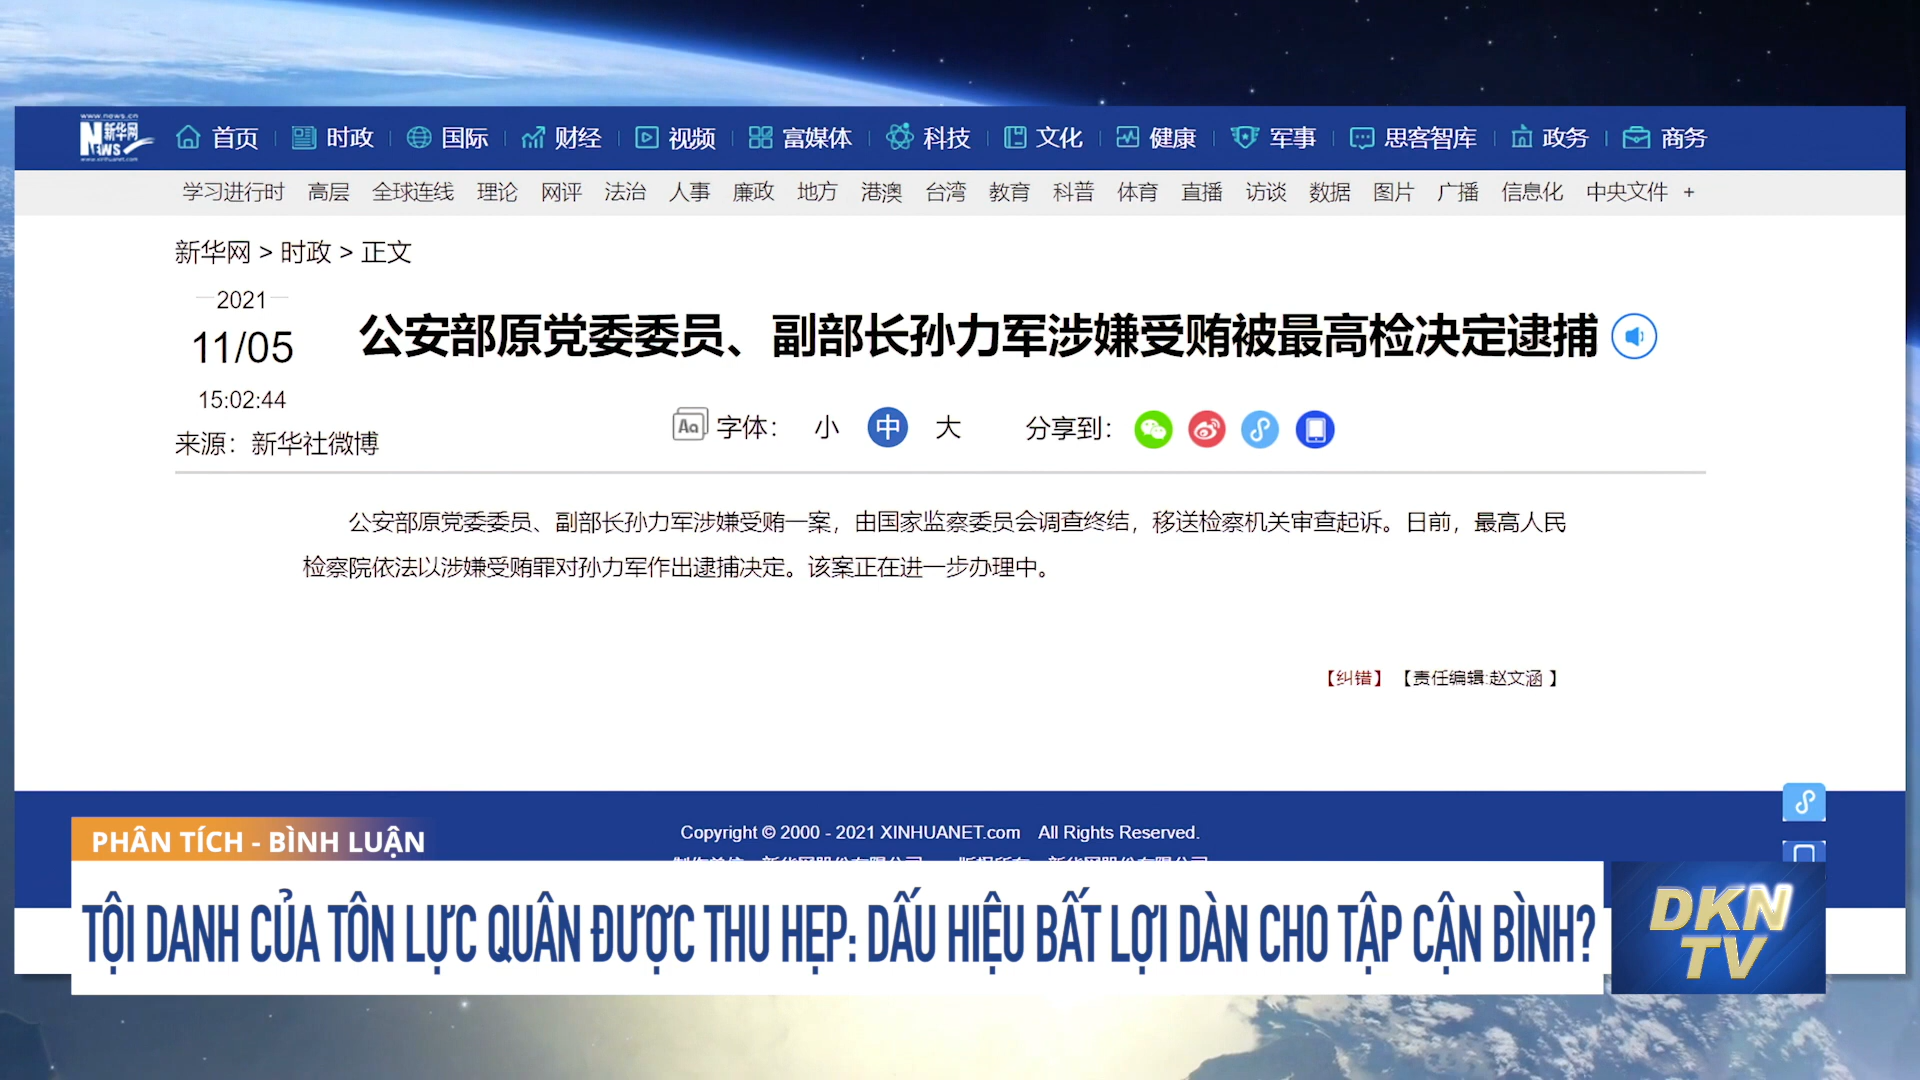 www.news.cn
新华网
NEWS
www.xinhuanet.com
首页 时政 国际 财经 视频 富媒体 科技 文化 健康 军事 思客智库 政务 商务
学习进行时 高层 全球连线 理论 网评 法治 人事 廉政 地方 港澳 台湾 教育 科普 体育 直播 访谈 数据 图片 广播 信息化 中央文件 +
新华网 > 时政 > 正文
2021
11/05
15:02:44
来源：新华社微博
公安部原党委委员、副部长孙力军涉嫌受贿被最高检决定逮捕
Aa 字体： 小 中 大 分享到：
公安部原党委委员、副部长孙力军涉嫌受贿一案，由国家监察委员会调查终结，移送检察机关审查起诉。日前，最高人民
检察院依法以涉嫌受贿罪对孙力军作出逮捕决定。该案正在进一步办理中。
【纠错】 【责任编辑:赵文涵 】
Copyright © 2000 - 2021 XINHUANET.com All Rights Reserved.
PHÂN TÍCH - BÌNH LUẬN
TỘI DANH CỦA TÔN LỰC QUÂN ĐƯỢC THU HẸP: DẤU HIỆU BẤT LỢI DÀN CHO TẬP CẬN BÌNH?
DKN
TV